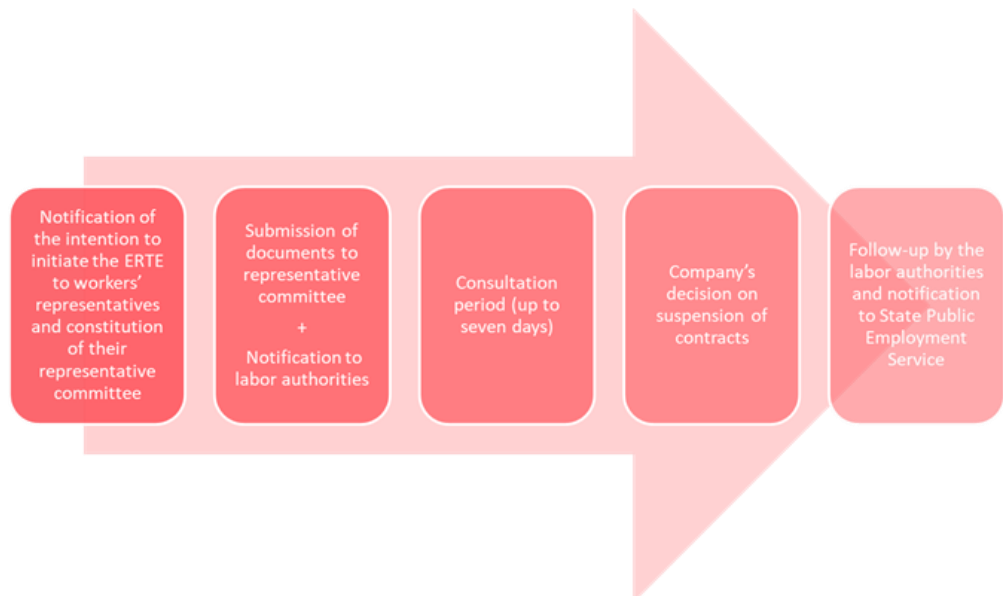 Notification of
the intention to
initiate the ERTE
to workers'
representatives
and constitution
of their
representative
committee
Submission of
documents to
representative
committee
+
Notification to
labor authorities
Consultation
period (up to
seven days)
Company's
decision on
suspension of
contracts
Follow-up by the
labor authorities
and notification
to State Public
Employment
Service